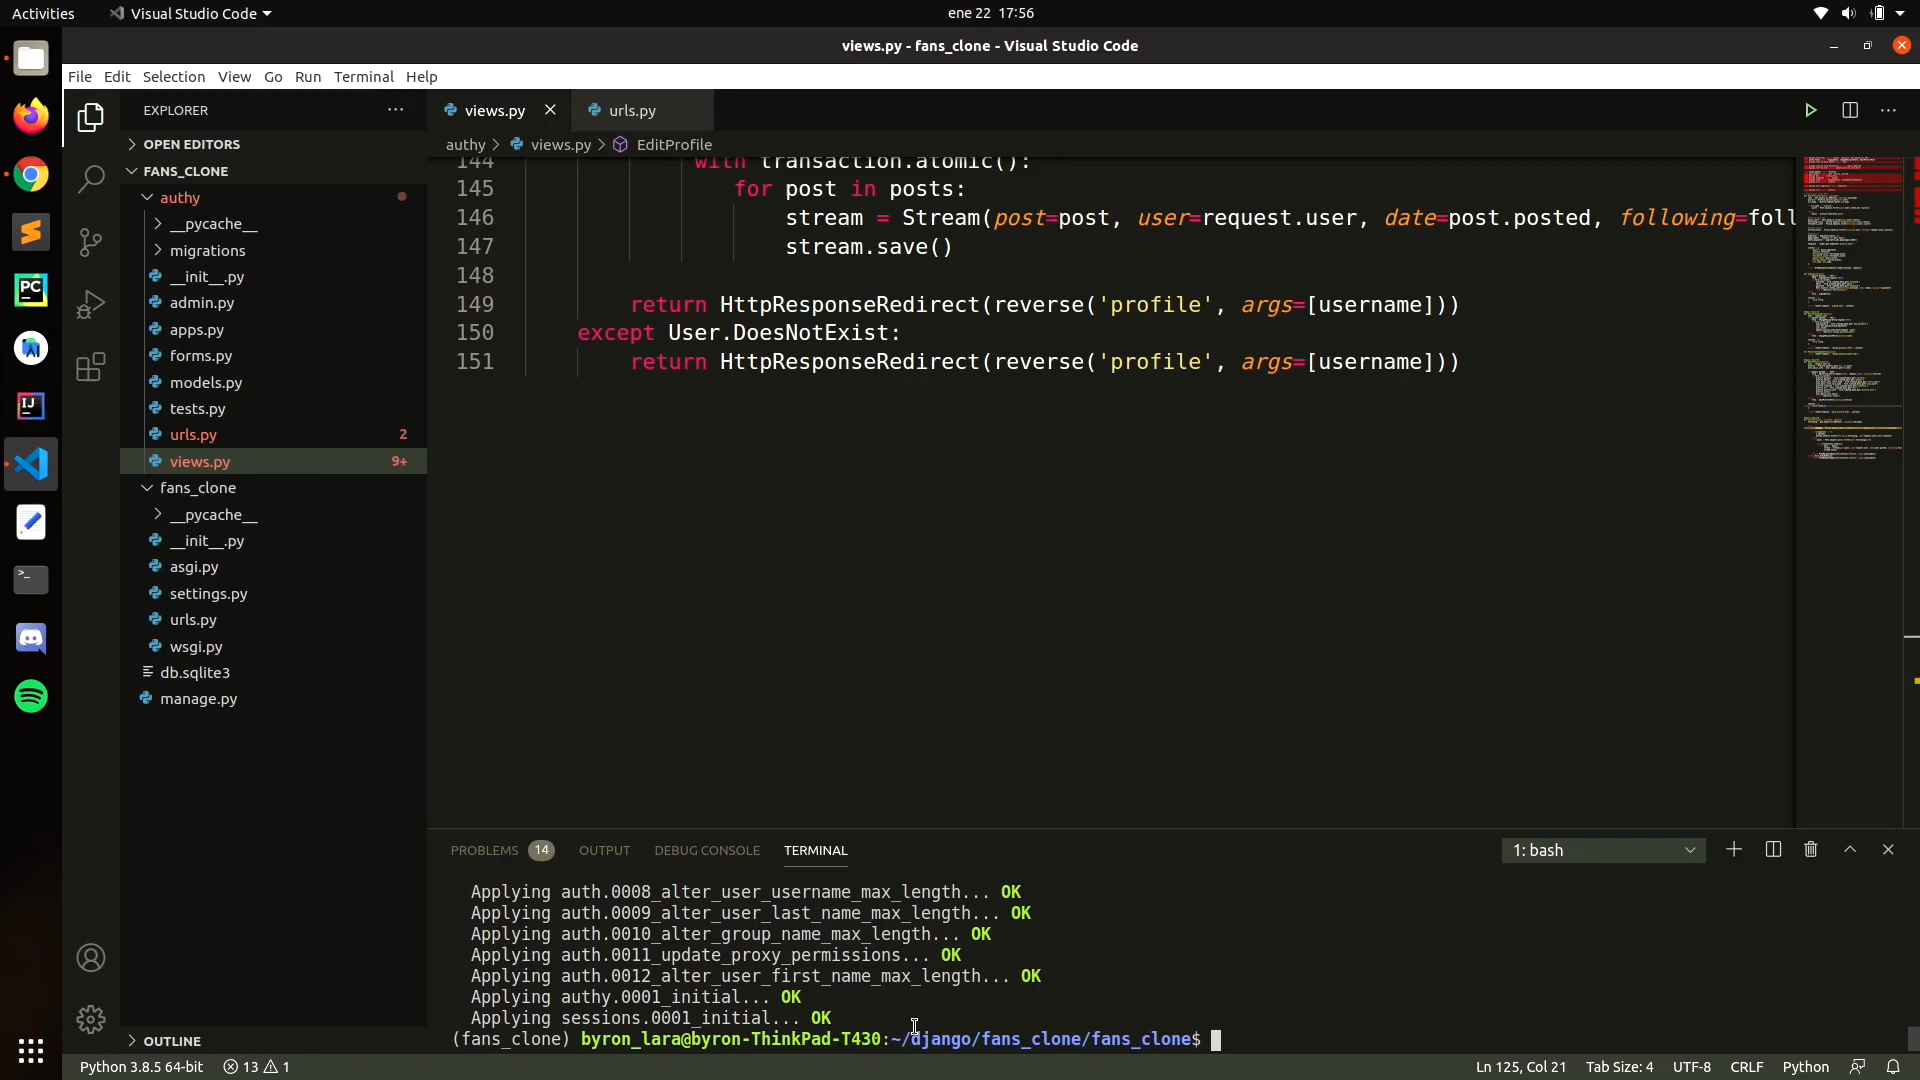 Activities
Visual Studio Code
ene 22 17:56
views.py - fans_clone - Visual Studio Code
File Edit Selection View Go Run Terminal Help
EXPLORER
OPEN EDITORS
FANS_CLONE
authy
__pycache__
migrations
__init__.py
admin.py
apps.py
forms.py
models.py
tests.py
urls.py 2
views.py 9+
fans_clone
__pycache__
__init__.py
asgi.py
settings.py
urls.py
wsgi.py
db.sqlite3
manage.py
OUTLINE
views.py
urls.py
authy > views.py > EditProfile
144 with transaction.atomic():
145 for post in posts:
146 stream = Stream(post=post, user=request.user, date=post.posted, following=foll
147 stream.save()
148
149 return HttpResponseRedirect(reverse('profile', args=[username]))
150 except User.DoesNotExist:
151 return HttpResponseRedirect(reverse('profile', args=[username]))
PROBLEMS 14 OUTPUT DEBUG CONSOLE TERMINAL
1: bash
Applying auth.0008_alter_user_username_max_length... OK
Applying auth.0009_alter_user_last_name_max_length... OK
Applying auth.0010_alter_group_name_max_length... OK
Applying auth.0011_update_proxy_permissions... OK
Applying auth.0012_alter_user_first_name_max_length... OK
Applying authy.0001_initial... OK
Applying sessions.0001_initial... OK
(fans_clone) byron_lara@byron-ThinkPad-T430:~/django/fans_clone/fans_clone$
Python 3.8.5 64-bit 13 1
Ln 125, Col 21 Tab Size: 4 UTF-8 CRLF Python